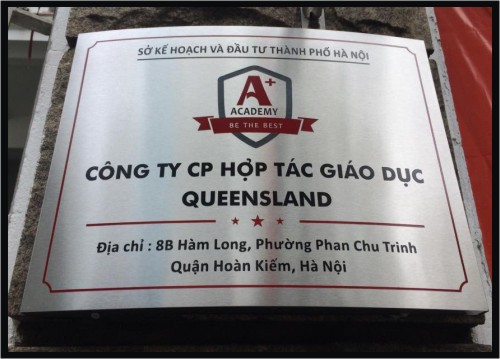 SỞ KẾ HOẠCH VÀ ĐẦU TƯ THÀNH PHỐ HÀ NỘI
A+
ACADEMY
BE THE BEST
CÔNG TY CP HỢP TÁC GIÁO DỤC
QUEENSLAND
Địa chỉ : 8B Hàm Long, Phường Phan Chu Trinh
Quận Hoàn Kiếm, Hà Nội